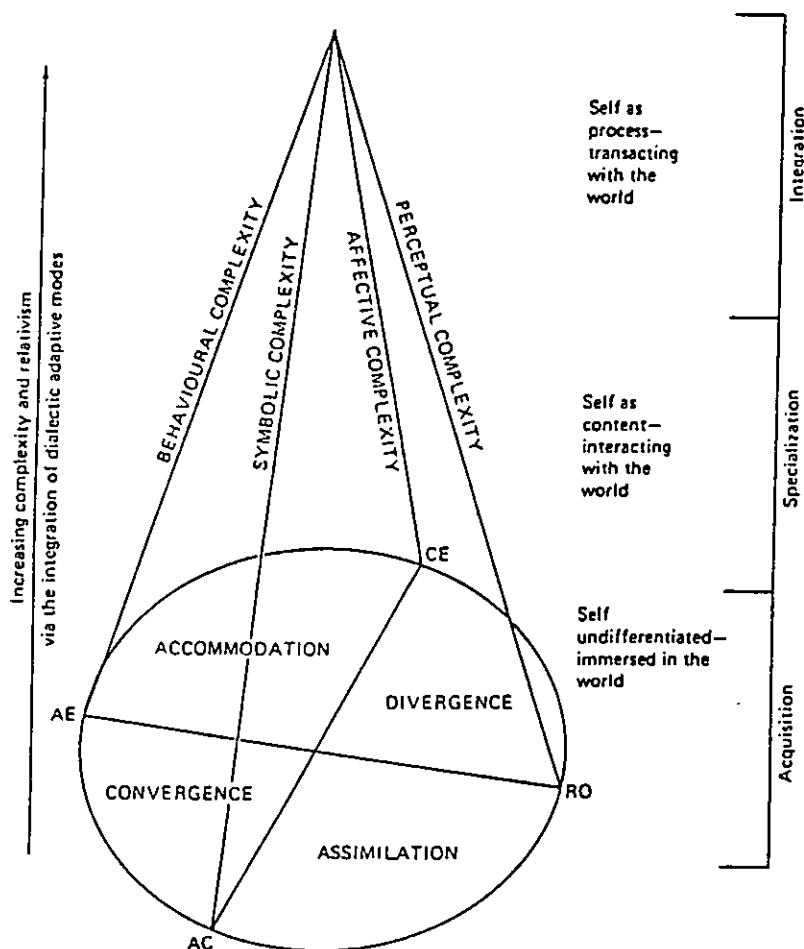 Increasing complexity and relativism
via the integration of dialectic adaptive modes
BEHAVIOURAL COMPLEXITY
SYMBOLIC COMPLEXITY
AFFECTIVE COMPLEXITY
PERCEPTUAL COMPLEXITY
Self as
process—
transacting
with the
world
Integration
Self as
content—
interacting
with the
world
Specialization
CE
Self
undifferentiated—
immersed in the
world
Acquisition
ACCOMMODATION
DIVERGENCE
AE
CONVERGENCE
RO
ASSIMILATION
AC